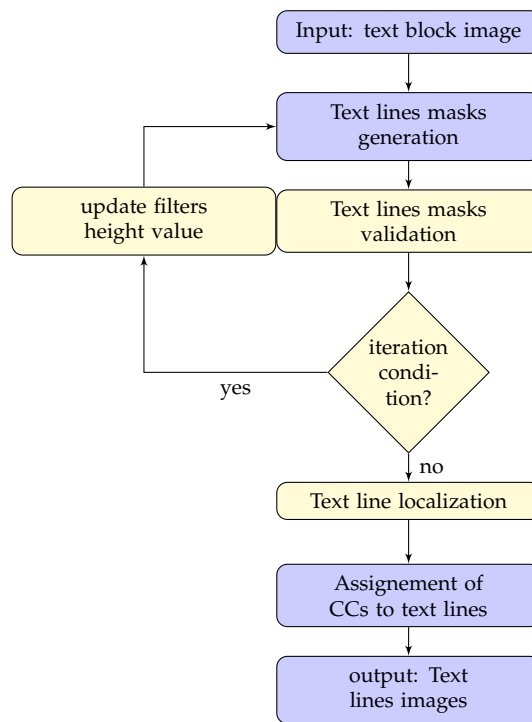 Input: text block image
Text lines masks
generation
update filters
height value
Text lines masks
validation
iteration
condi-
tion?
yes
no
Text line localization
Assignement of
CCs to text lines
output: Text
lines images